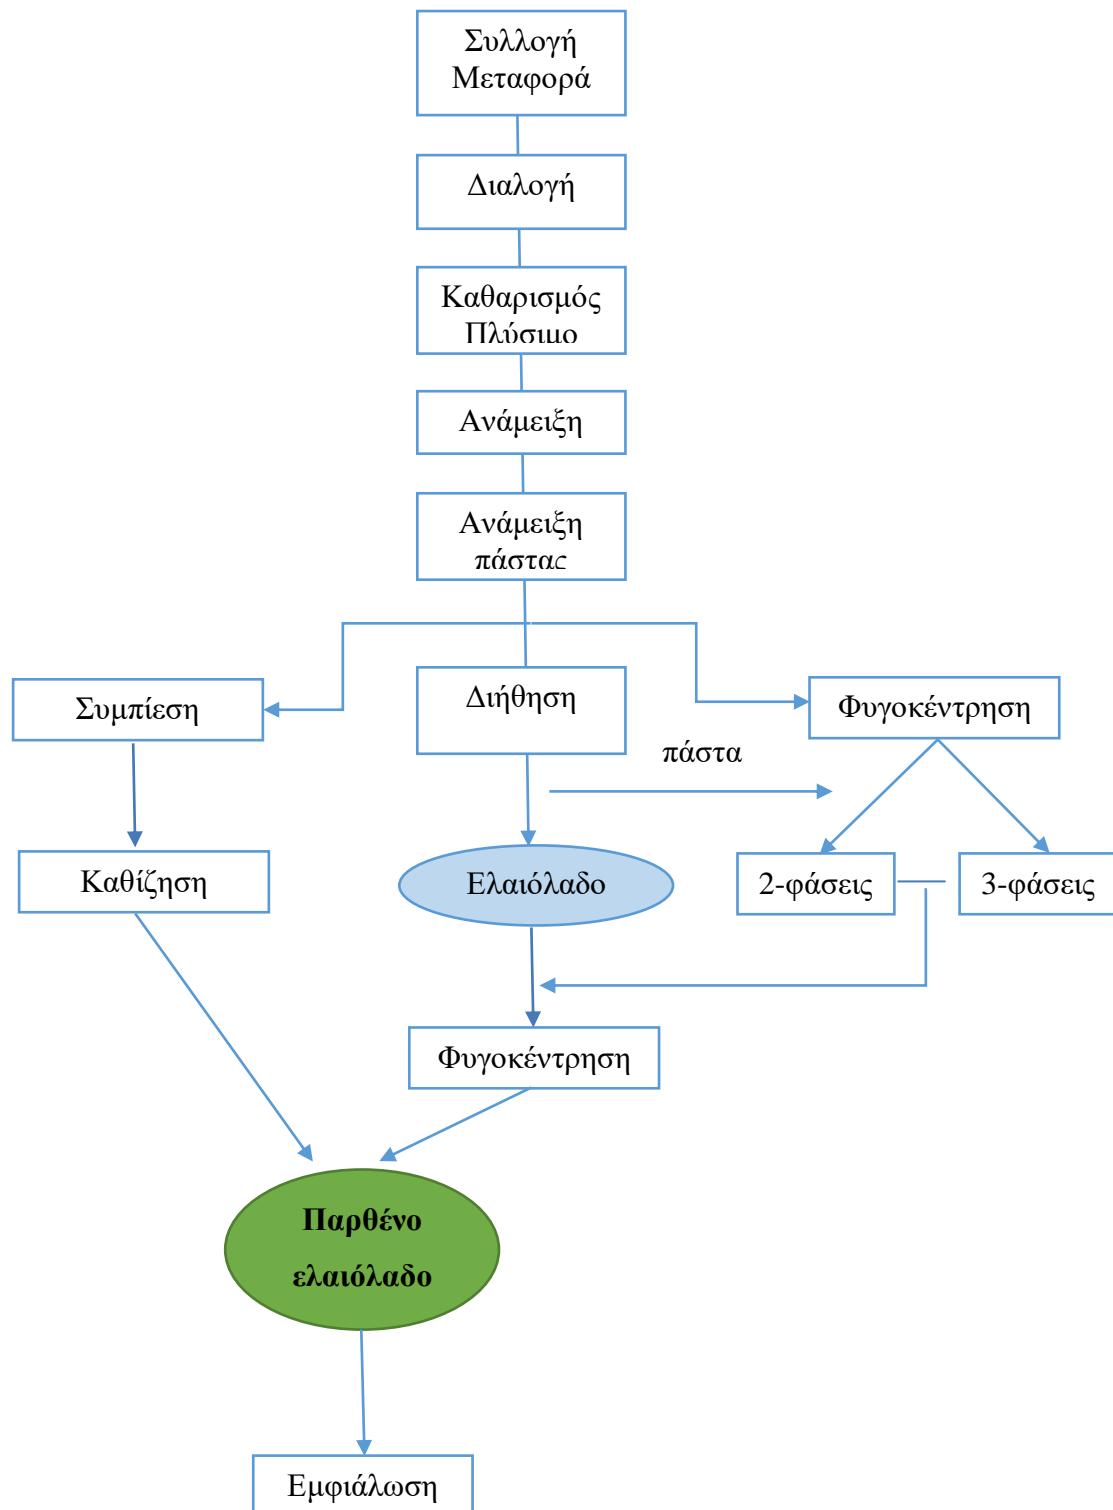 Συλλογή
Μεταφορά
Διαλογή
Καθαρισμός
Πλύσιμο
Ανάμειξη
Ανάμειξη
πάστας
Συμπίεση
Διήθηση
Φυγοκέντρηση
πάστα
Καθίζηση
Ελαιόλαδο
2-φάσεις
3-φάσεις
Φυγοκέντρηση
Παρθένο
ελαιόλαδο
Εμφιάλωση